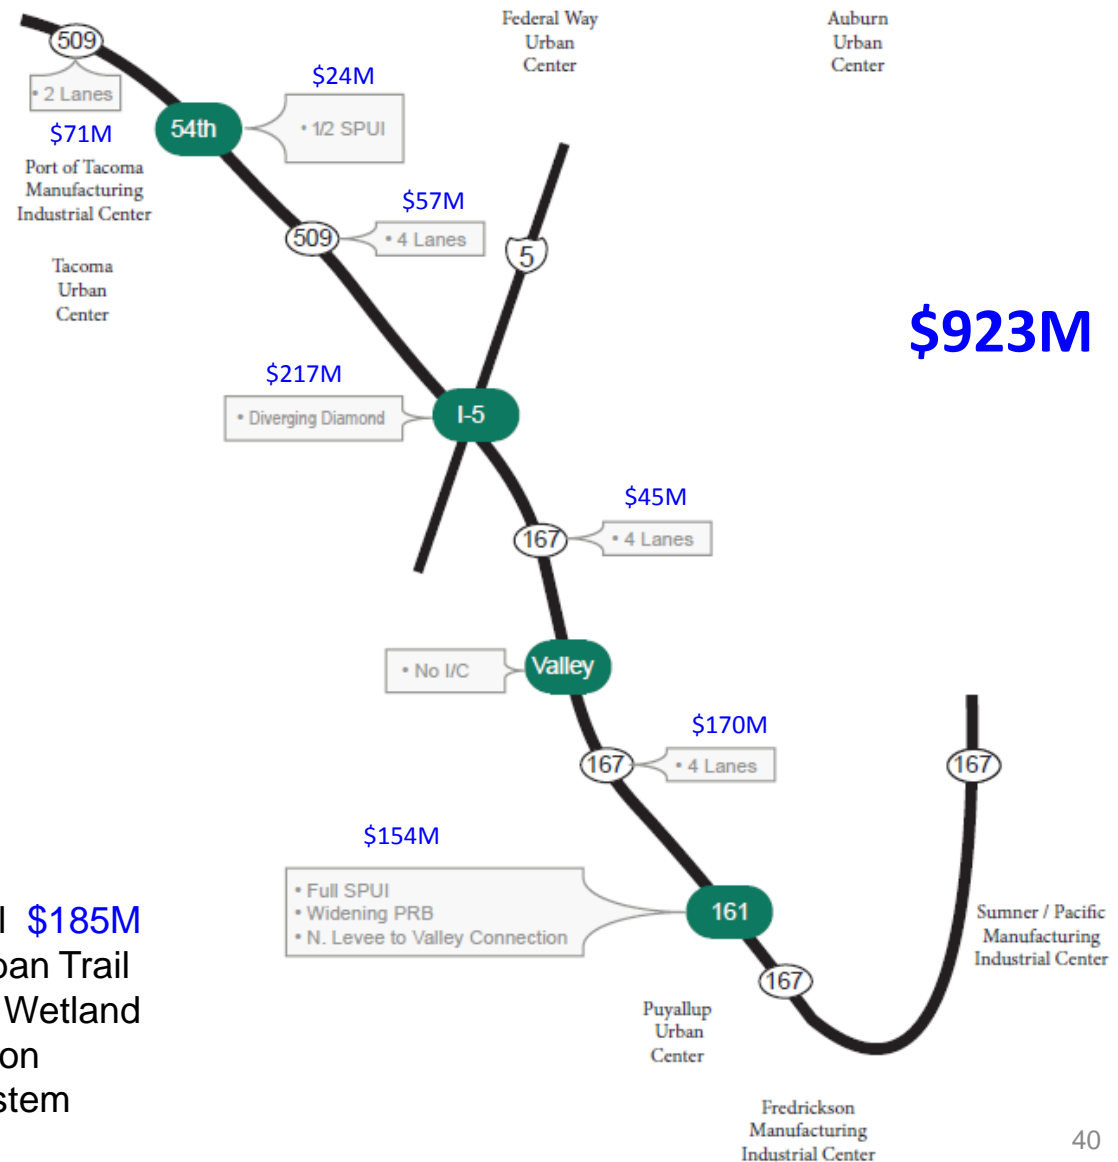 Federal Way
Urban
Center
Auburn
Urban
Center
509
• 2 Lanes
$71M
$24M
54th
• 1/2 SPUI
Port of Tacoma
Manufacturing
Industrial Center
$57M
509
• 4 Lanes
5
Tacoma
Urban
Center
$923M
$217M
• Diverging Diamond
I-5
$45M
167
• 4 Lanes
• No I/C
Valley
$170M
167
• 4 Lanes
167
$154M
• Full SPUI
• Widening PRB
• N. Levee to Valley Connection
161
$185M
Trail
Wetland
Sumner / Pacific
Manufacturing
Industrial Center
167
Puyallup
Urban
Center
Fredrickson
Manufacturing
Industrial Center
40